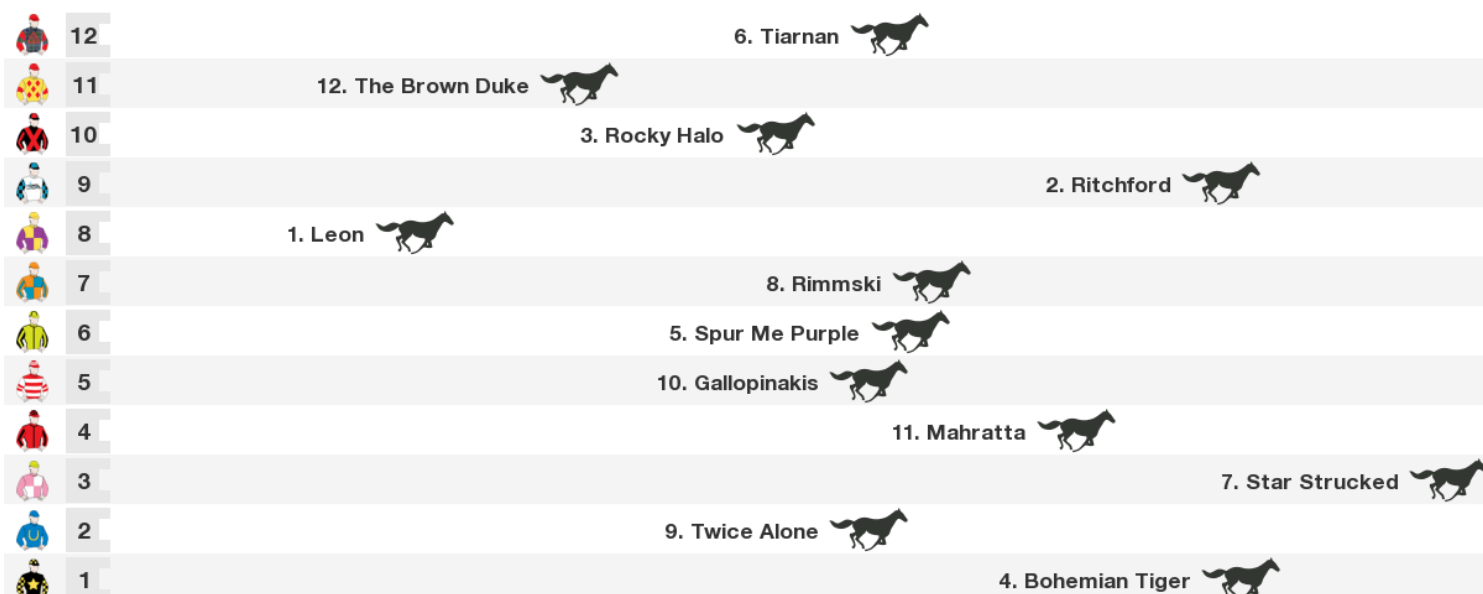 12 6. Tiarnan
11 12. The Brown Duke
10 3. Rocky Halo
9 2. Ritchford
8 1. Leon
7 8. Rimmski
6 5. Spur Me Purple
5 10. Gallopinakis
4 11. Mahratta
3 7. Star Strucked
2 9. Twice Alone
1 4. Bohemian Tiger